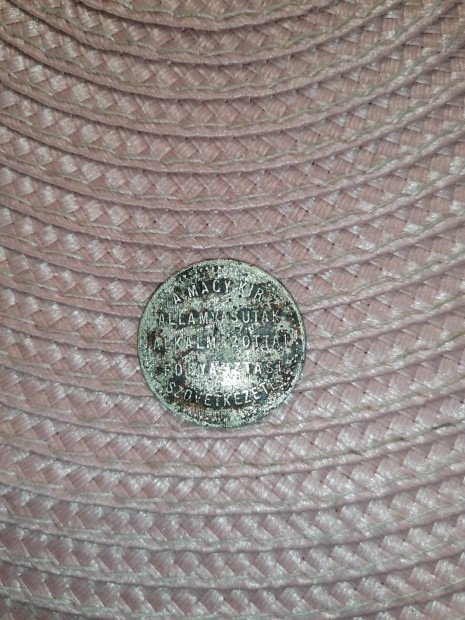 A MAGY. KIR.
ÁLLAMVASUTAK
ALKALMAZOTTAI
FOGYASZTÁSI
SZÖVETKEZETE